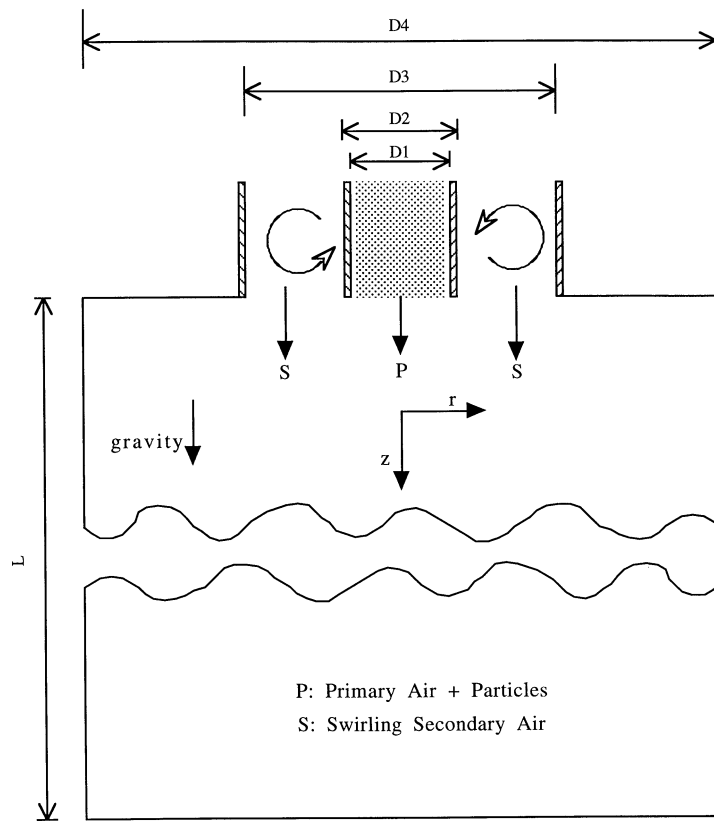 D4
D3
D2
D1
S
P
S
r
gravity
z
L
P: Primary Air + Particles
S: Swirling Secondary Air